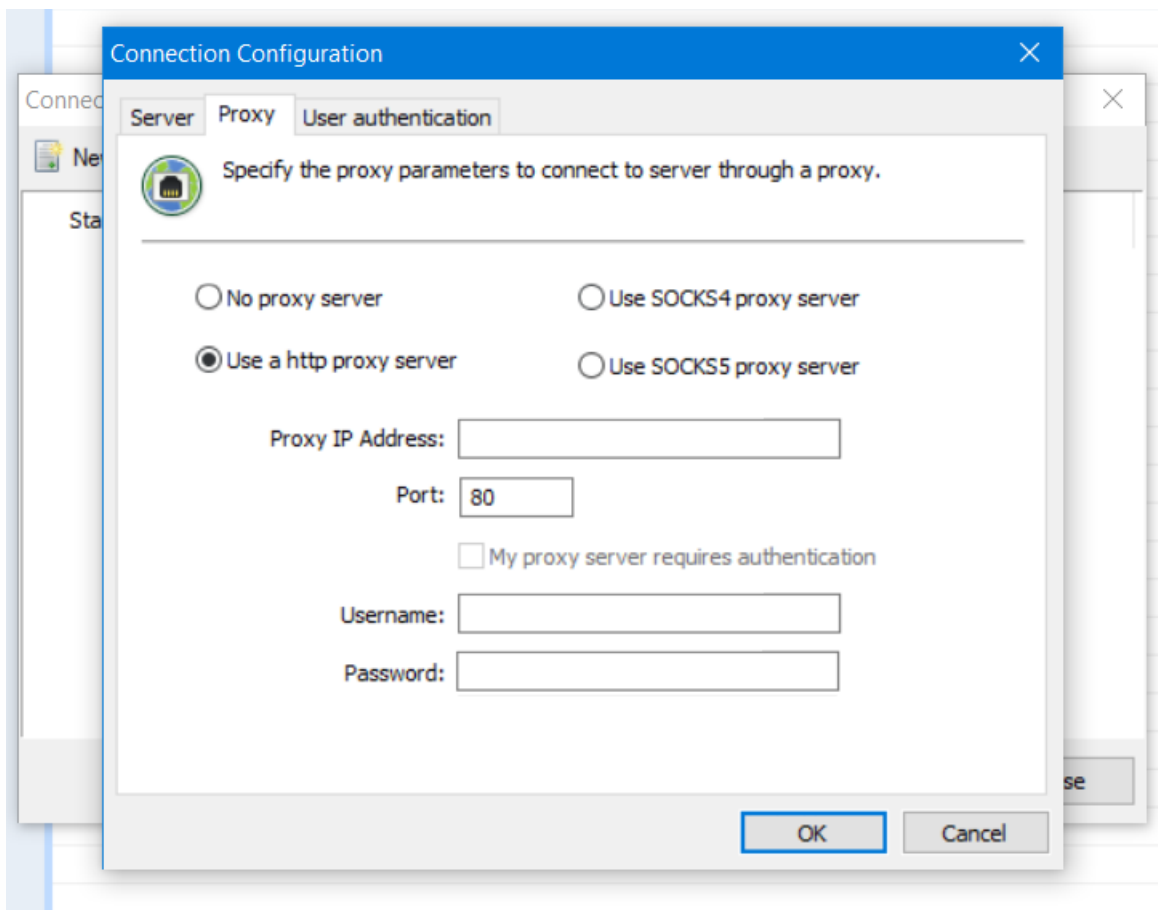 Connection Configuration
Connec
Server Proxy User authentication
Specify the proxy parameters to connect to server through a proxy.
No proxy server
Use SOCKS4 proxy server
Use a http proxy server
Use SOCKS5 proxy server
Proxy IP Address:
Port: 80
My proxy server requires authentication
Username:
Password:
OK Cancel